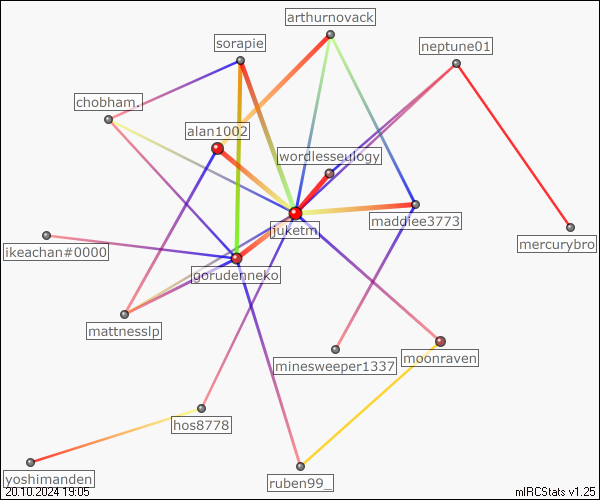 arthurnovack
sorapie
neptune01
chobham.
alan1002
wordlesseulogy
maddiee3773
juketm
mercurybro
ikeachan#0000
gorudenneko
mattnesslp
minesweeper1337
moonraven
hos8778
yoshimanden
ruben99_
20.10.2024 19:05
mIRCStats v1.25